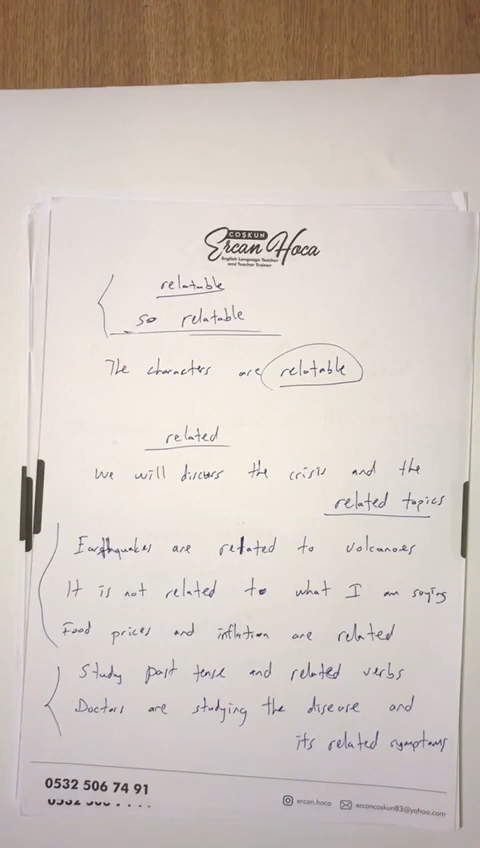 COŞKUN
Ercan Hoca
English Language Teacher
and Teacher Trainer
relatable
so relatable
The characters are relatable
related
We will discuss the crisis and the
related topics
Earthquakes are related to volcanoes
It is not related to what I am saying
Food prices and inflation are related
Study past tense and related verbs
Doctors are studying the disease and
its related symptoms
0532 506 74 91
ercan.hoca
ercancoskun83@yahoo.com